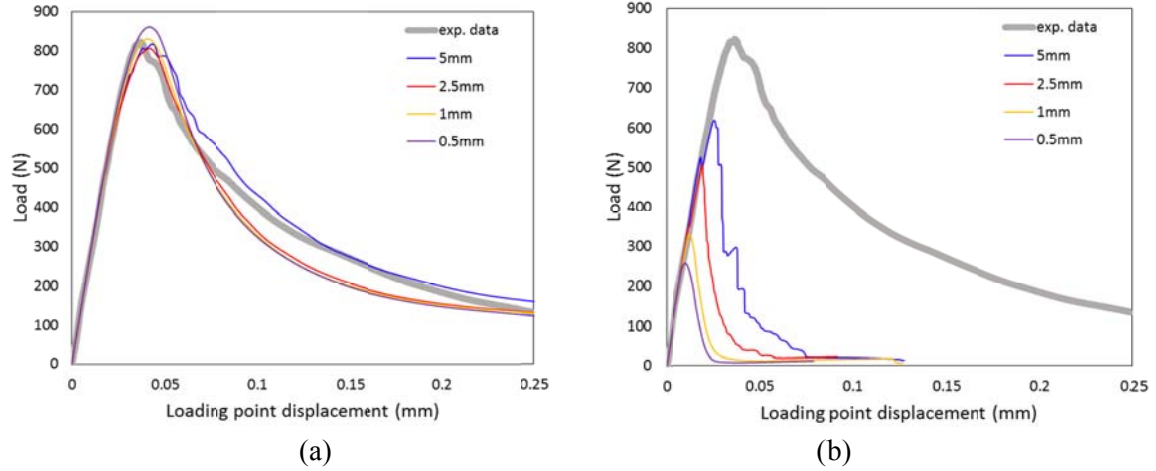 900
800
700
600
500
400
300
200
100
0
Load (N)
0 0.05 0.1 0.15 0.2 0.25
Loading point displacement (mm)
exp. data
5mm
2.5mm
1mm
0.5mm
(a)
900
800
700
600
500
400
300
200
100
0
Load (N)
0 0.05 0.1 0.15 0.2 0.25
Loading point displacement (mm)
exp. data
5mm
2.5mm
1mm
0.5mm
(b)